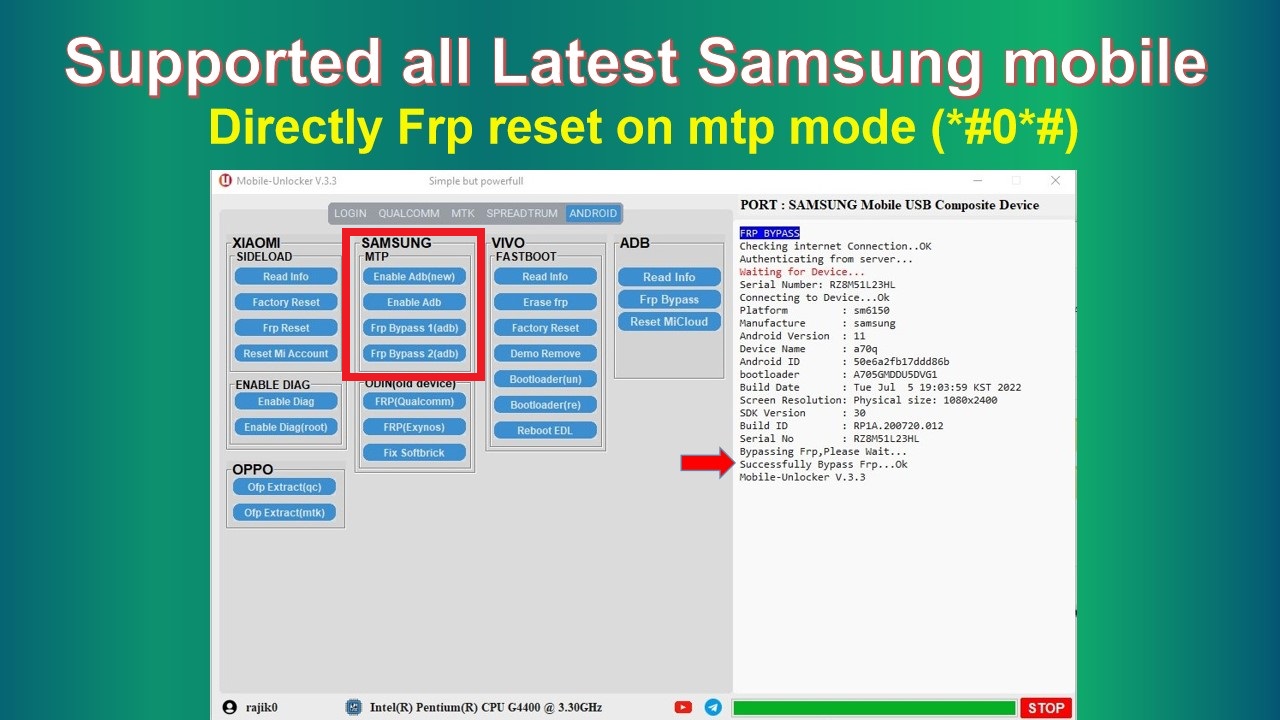 Supported all Latest Samsung mobile
Directly Frp reset on mtp mode (*#0*#)
Mobile-Unlocker V.3.3
Simple but powerfull
LOGIN QUALCOMM MTK SPREADTRUM ANDROID
XIAOMI
SIDELOAD
Read Info
Factory Reset
Frp Reset
Reset Mi Account
ENABLE DIAG
Enable Diag
Enable Diag(root)
OPPO
Ofp Extract(qc)
Ofp Extract(mtk)
SAMSUNG
MTP
Enable Adb(new)
Enable Adb
Frp Bypass 1(adb)
Frp Bypass 2(adb)
ODIN(old device)
FRP(Qualcomm)
FRP(Exynos)
Fix Softbrick
VIVO
FASTBOOT
Read Info
Erase frp
Factory Reset
Demo Remove
Bootloader(un)
Bootloader(re)
Reboot EDL
ADB
Read Info
Frp Bypass
Reset MiCloud
PORT : SAMSUNG Mobile USB Composite Device
FRP BYPASS
Checking internet Connection..OK
Authenticating from server...
Waiting for Device...
Serial Number: RZ8M51L23HL
Connecting to Device...Ok
Platform : sm6150
Manufacture : samsung
Android Version : 11
Device Name : a70q
Android ID : 50e6a2fb17ddd86b
bootloader : A705GMDDU5DVG1
Build Date : Tue Jul 5 19:03:59 KST 2022
Screen Resolution: Physical size: 1080x2400
SDK Version : 30
Build ID : RP1A.200720.012
Serial No : RZ8M51L23HL
Bypassing Frp,Please Wait...
Successfully Bypass Frp...Ok
Mobile-Unlocker V.3.3
rajik0
Intel(R) Pentium(R) CPU G4400 @ 3.30GHz
STOP